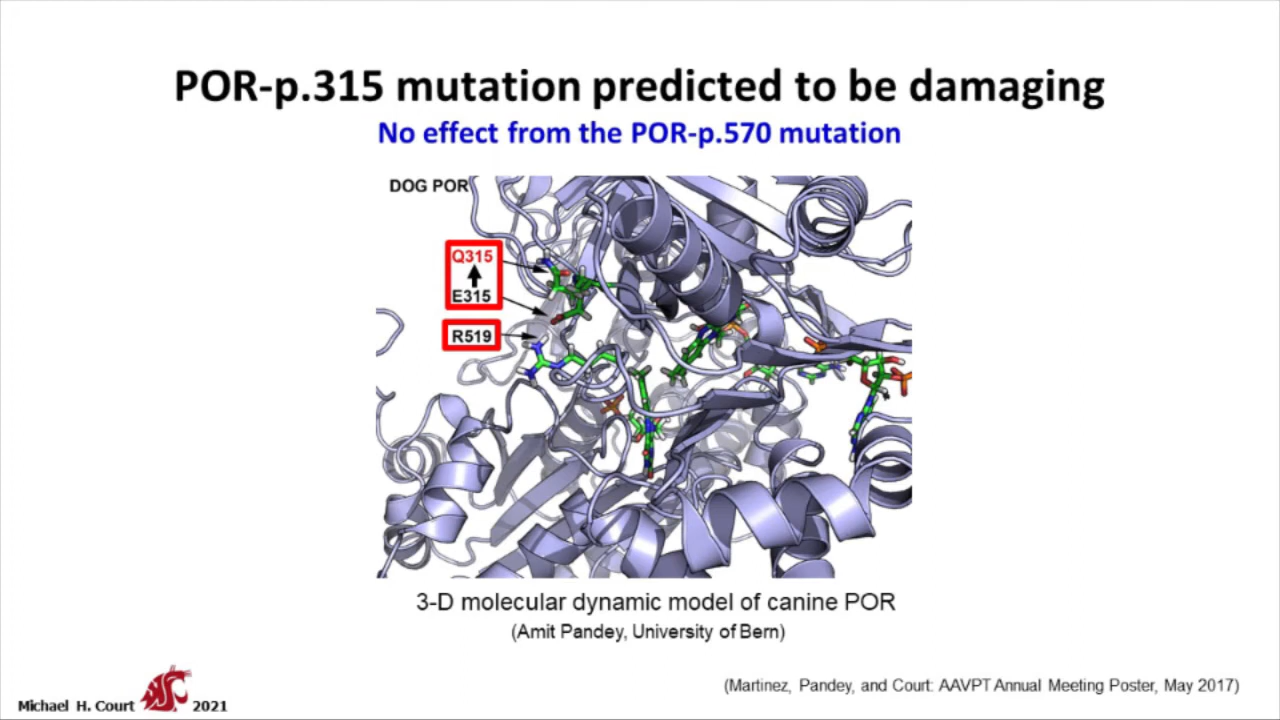 POR-p.315 mutation predicted to be damaging
No effect from the POR-p.570 mutation
DOG POR
Q315
E315
R519
3-D molecular dynamic model of canine POR
(Amit Pandey, University of Bern)
(Martinez, Pandey, and Court: AAVPT Annual Meeting Poster, May 2017)
Michael H. Court 2021